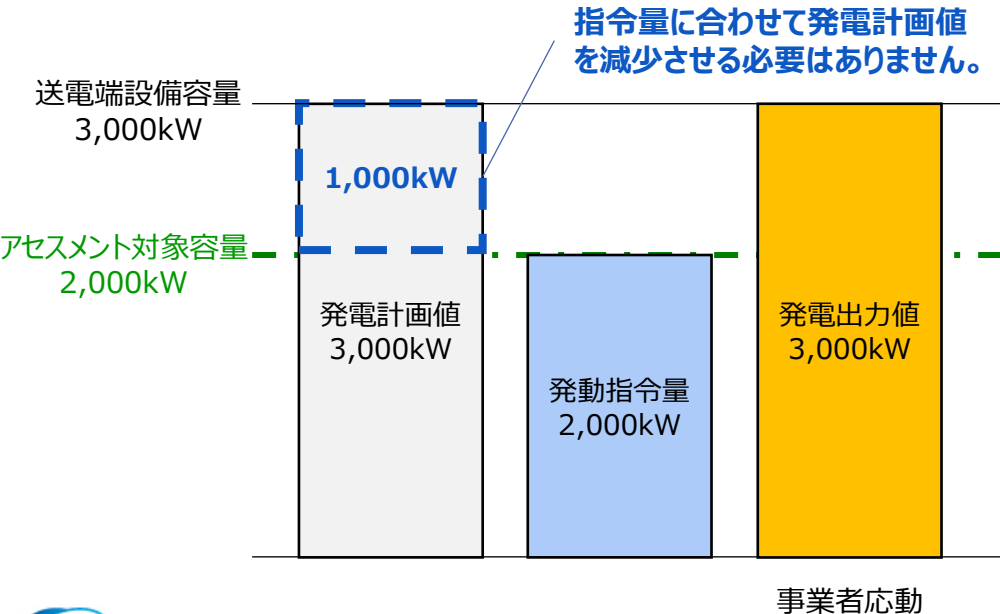 指令量に合わせて発電計画値
を減少させる必要はありません。
送電端設備容量
3,000kW
1,000kW
アセスメント対象容量
2,000kW
発電計画値
3,000kW
発電出力値
3,000kW
発動指令量
2,000kW
事業者応動